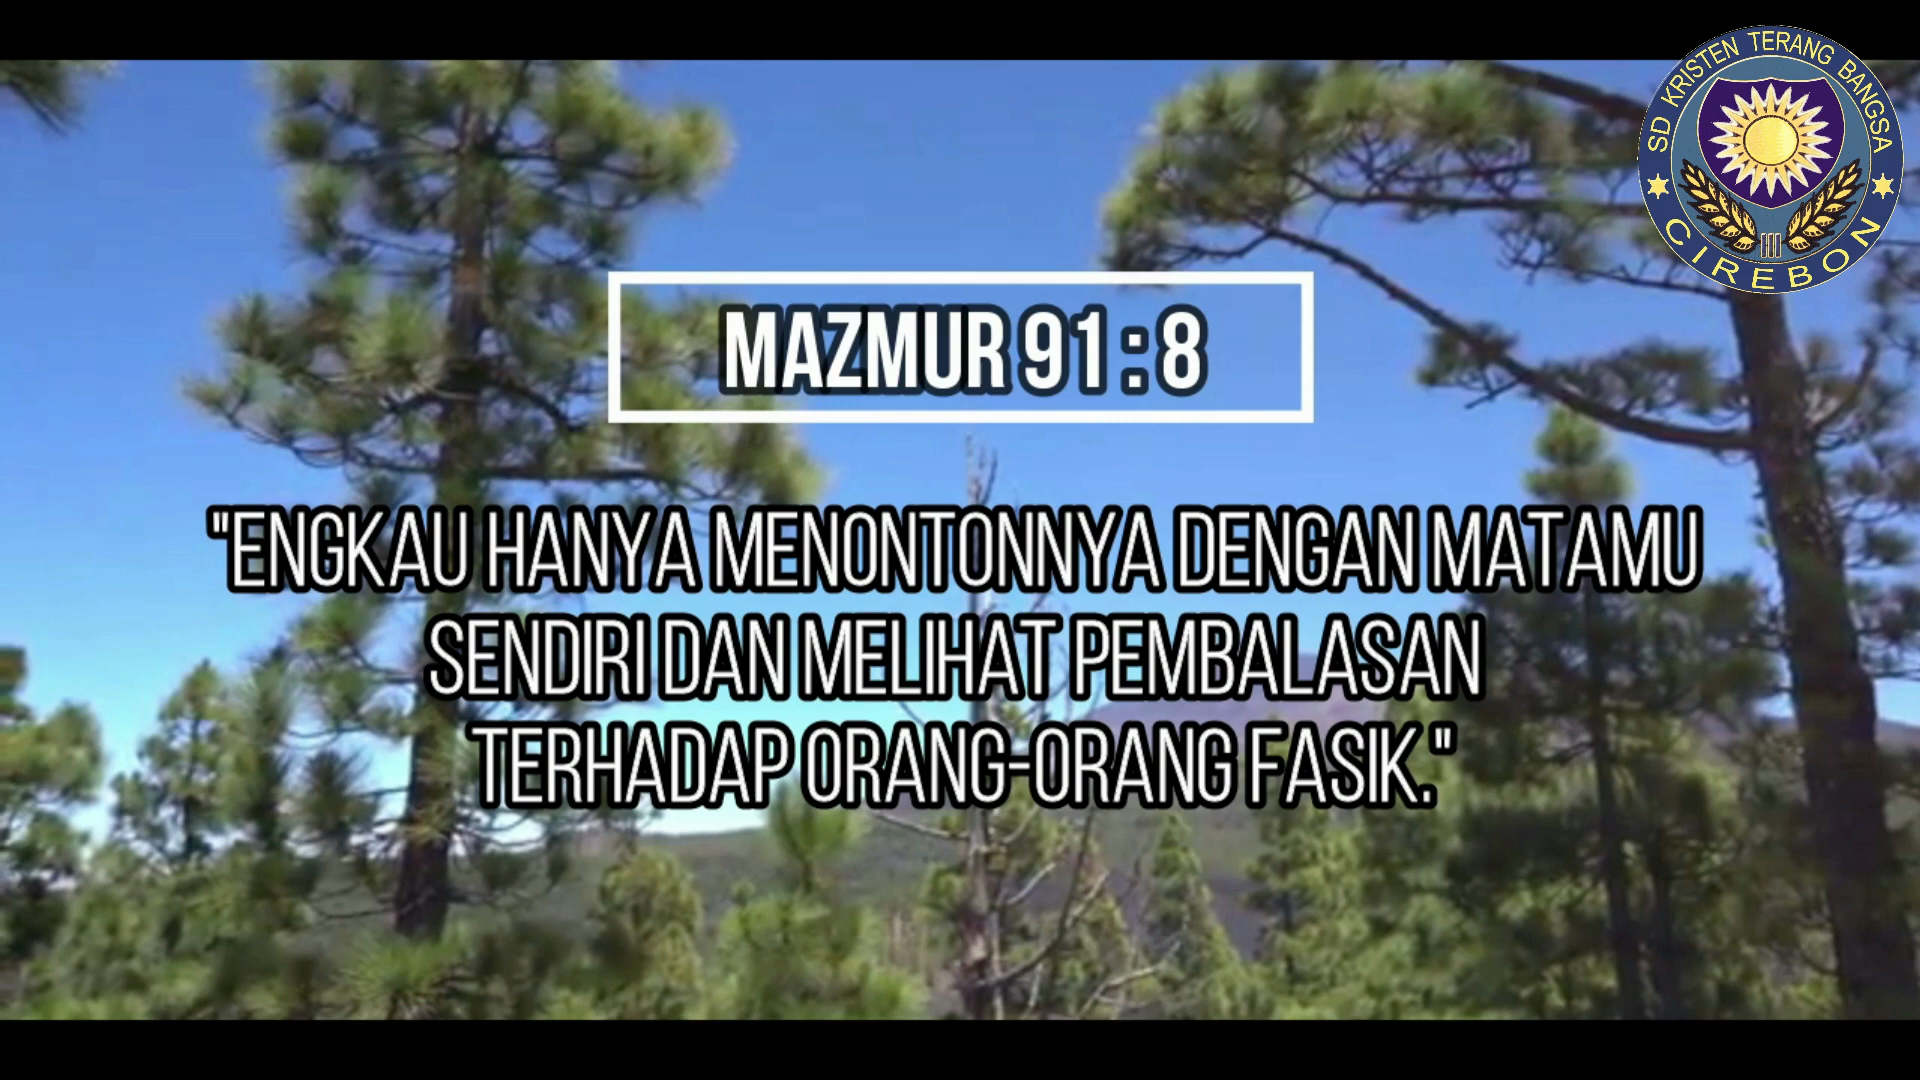 SD KRISTEN TERANG BANGSA
CIREBON
MAZMUR 91 : 8
"ENGKAU HANYA MENONTONNYA DENGAN MATAMU
SENDIRI DAN MELIHAT PEMBALASAN
TERHADAP ORANG-ORANG FASIK."